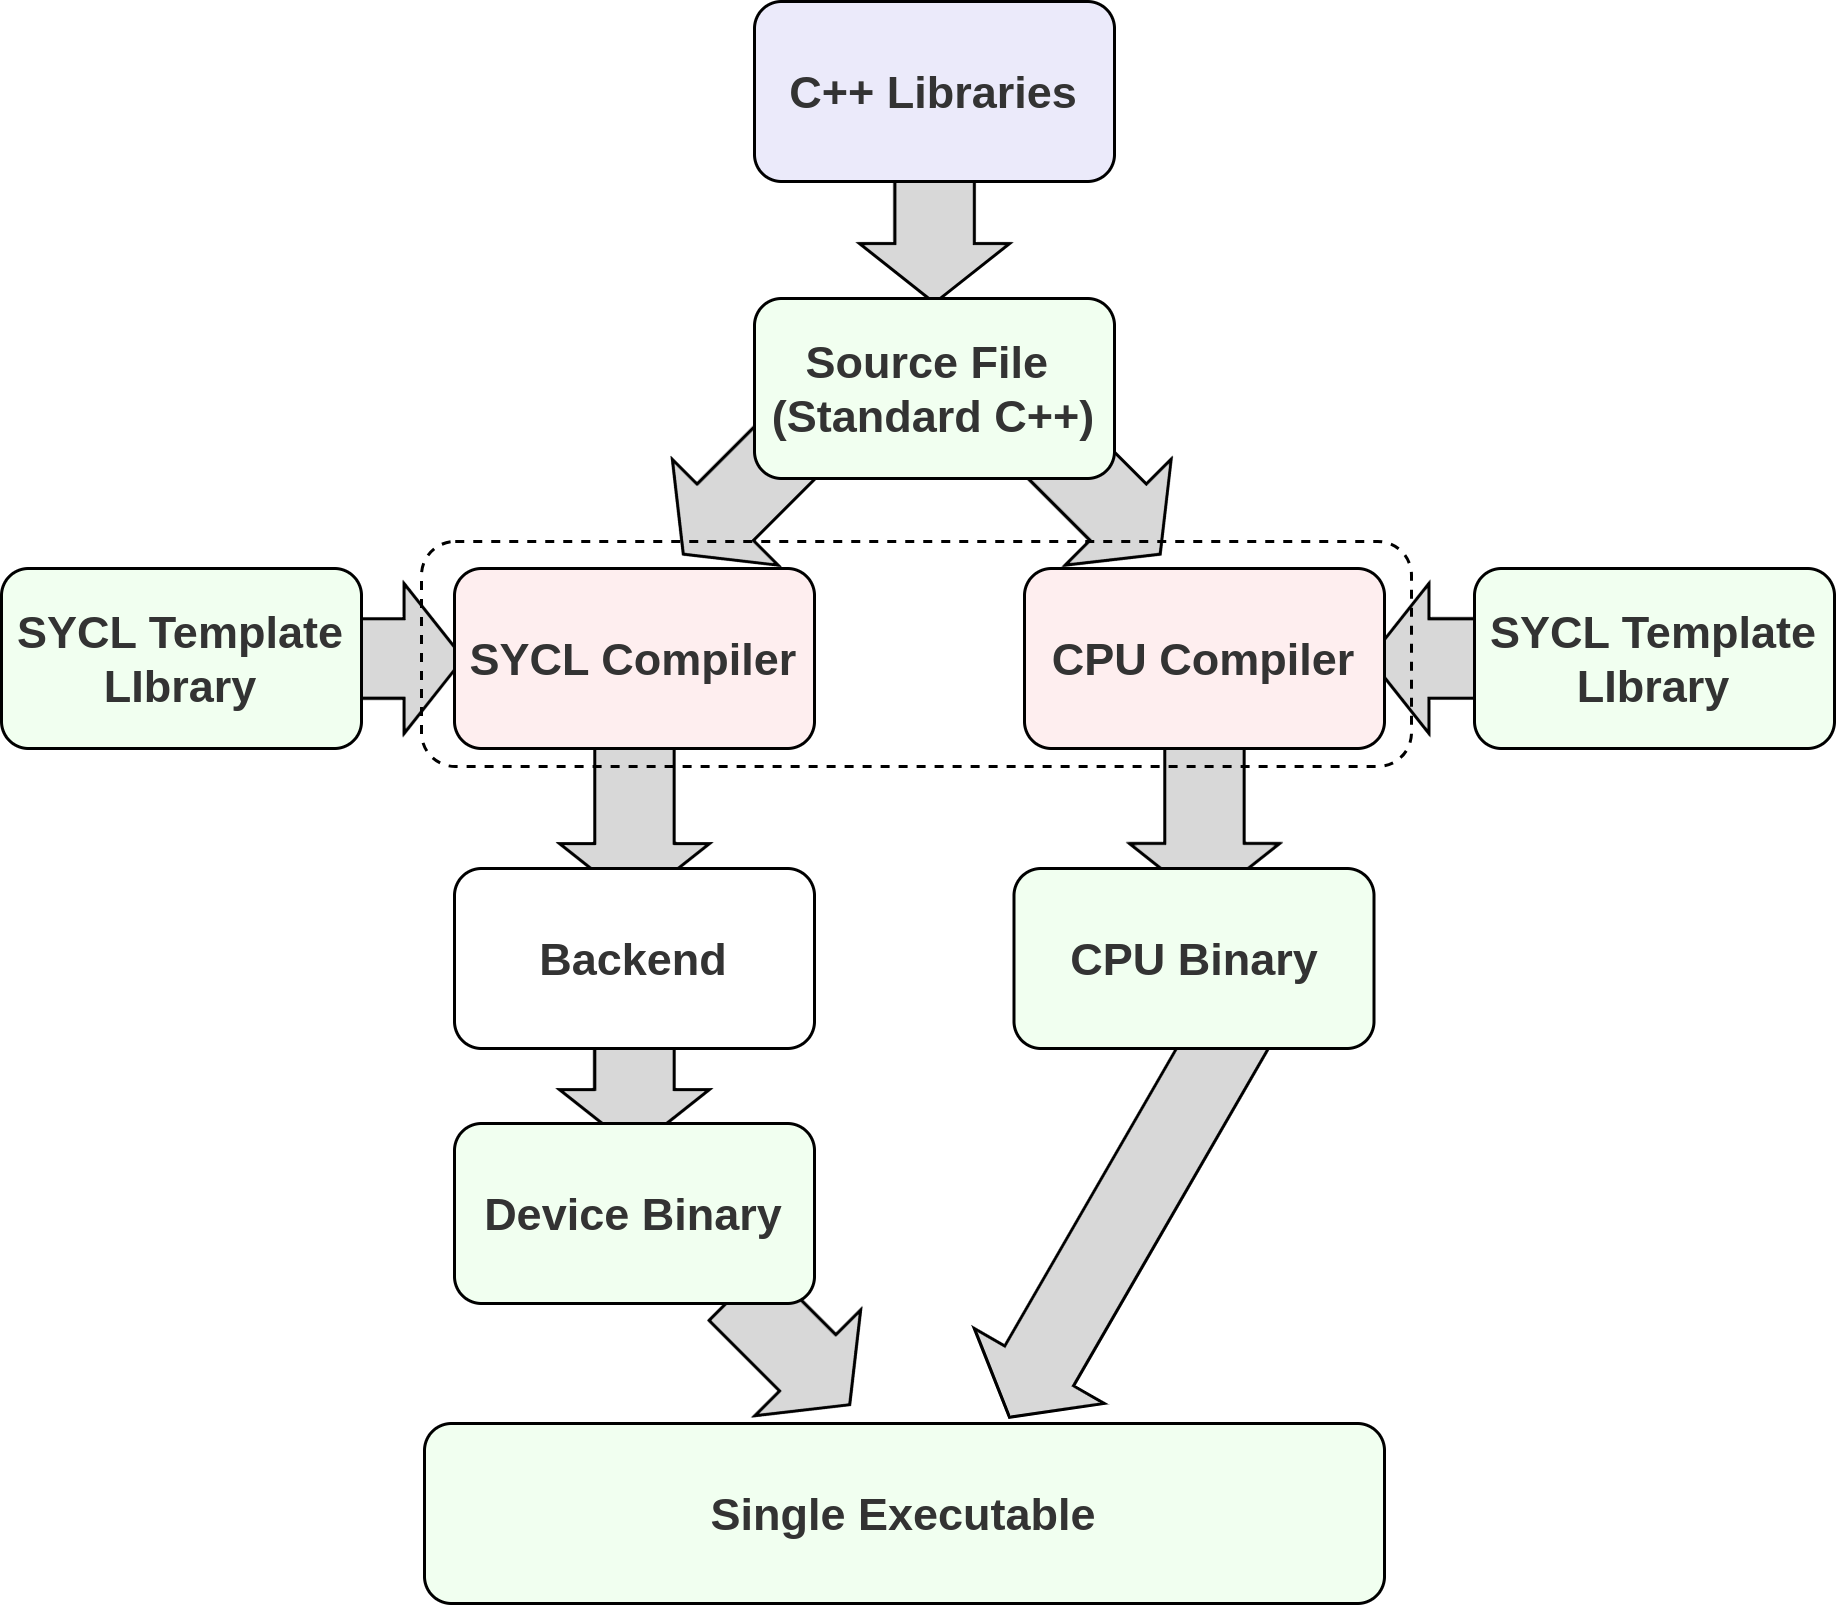 C++ Libraries
Source File
(Standard C++)
SYCL Template
LIbrary
SYCL Compiler
CPU Compiler
SYCL Template
LIbrary
Backend
CPU Binary
Device Binary
Single Executable